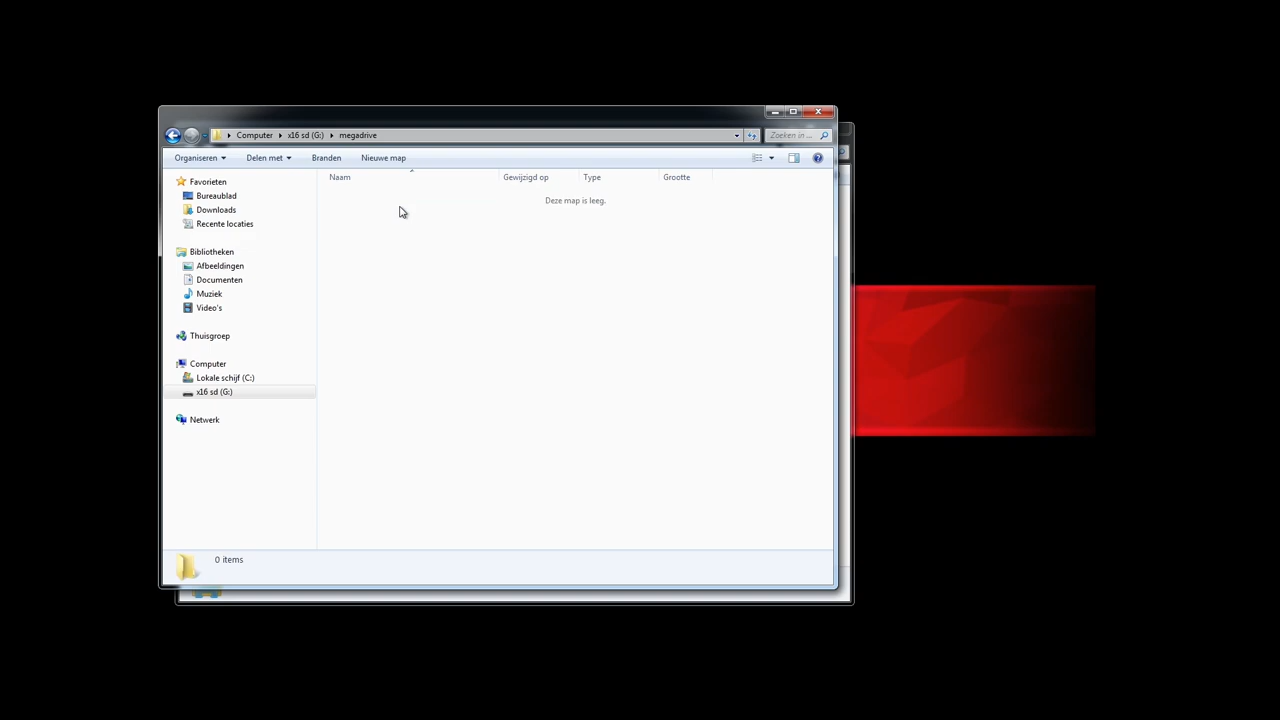 Computer x16 sd (G:) megadrive
Zoeken in ...
Organiseren Delen met Branden Nieuwe map
Naam Gewijzigd op Type Grootte
Deze map is leeg.
Favorieten
Bureaublad
Downloads
Recente locaties
Bibliotheken
Afbeeldingen
Documenten
Muziek
Video's
Thuisgroep
Computer
Lokale schijf (C:)
x16 sd (G:)
Netwerk
0 items